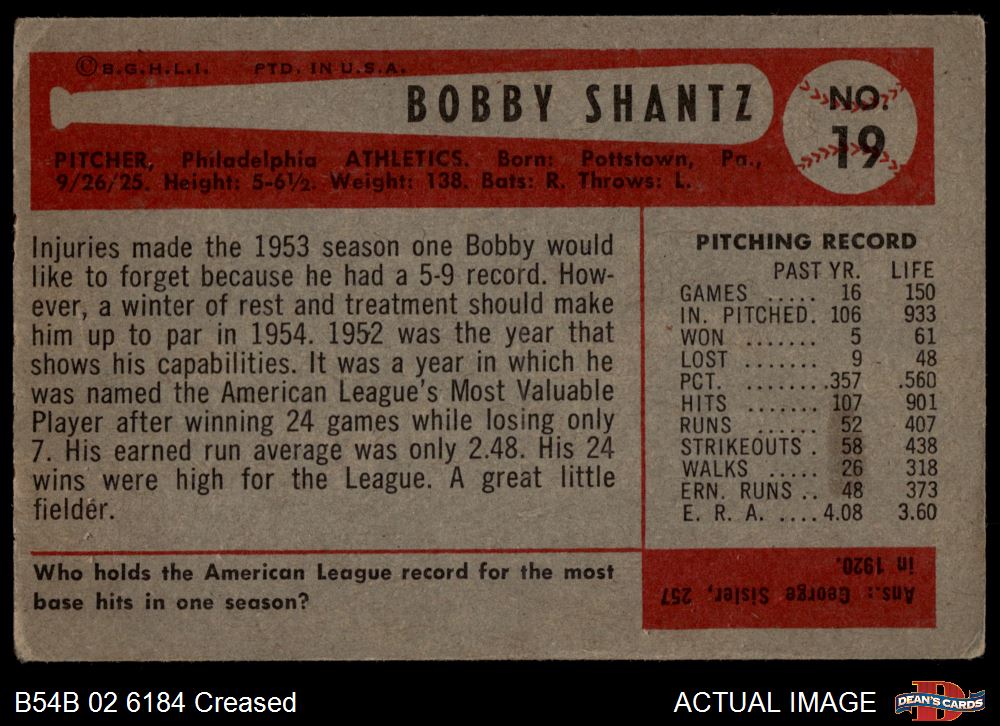 ©B.G.H.L.I. PTD. IN U.S.A.
BOBBY SHANTZ
NO.
19
PITCHER, Philadelphia ATHLETICS. Born: Pottstown, Pa.,
9/26/25. Height: 5-6½. Weight: 138. Bats: R. Throws: L.
Injuries made the 1953 season one Bobby would
like to forget because he had a 5-9 record. How-
ever, a winter of rest and treatment should make
him up to par in 1954. 1952 was the year that
shows his capabilities. It was a year in which he
was named the American League's Most Valuable
Player after winning 24 games while losing only
7. His earned run average was only 2.48. His 24
wins were high for the League. A great little
fielder.
Who holds the American League record for the most
base hits in one season?
PITCHING RECORD
PAST YR. LIFE
GAMES ..... 16 150
IN. PITCHED. 106 933
WON ....... 5 61
LOST ....... 9 48
PCT. ........357 .560
HITS ....... 107 901
RUNS ...... 52 407
STRIKEOUTS . 58 438
WALKS ..... 26 318
ERN. RUNS .. 48 373
E. R. A. ....4.08 3.60
Ans.: George Sisler, 257
in 1920.
B54B 02 6184 Creased
ACTUAL IMAGE
DEAN'S CARDS